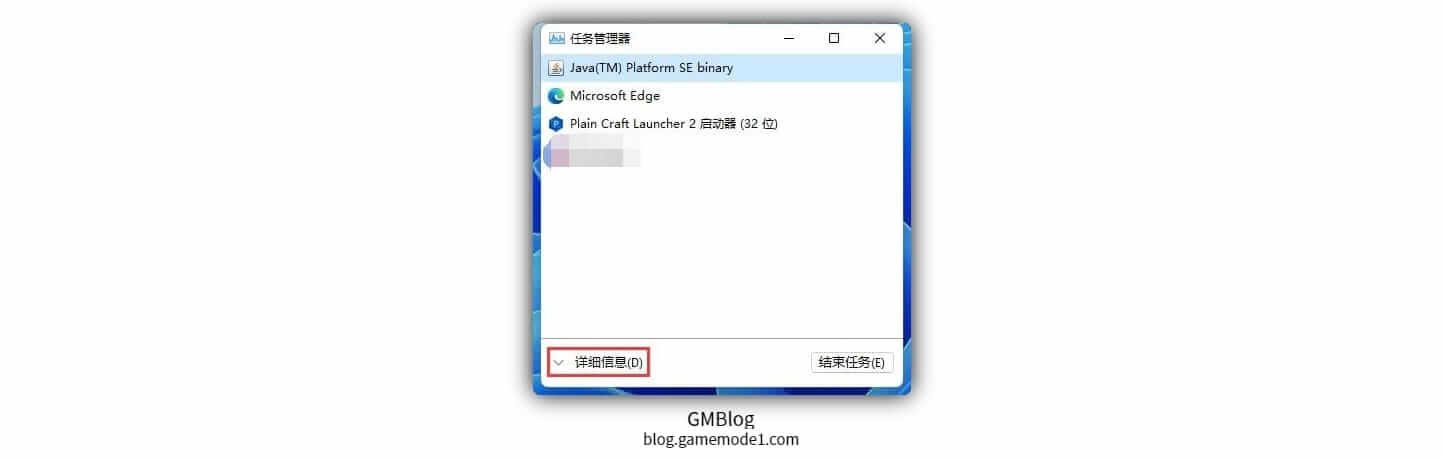 任务管理器
Java(TM) Platform SE binary
Microsoft Edge
Plain Craft Launcher 2 启动器 (32 位)
详细信息(D)
结束任务(E)
GMBlog
blog.gamemode1.com